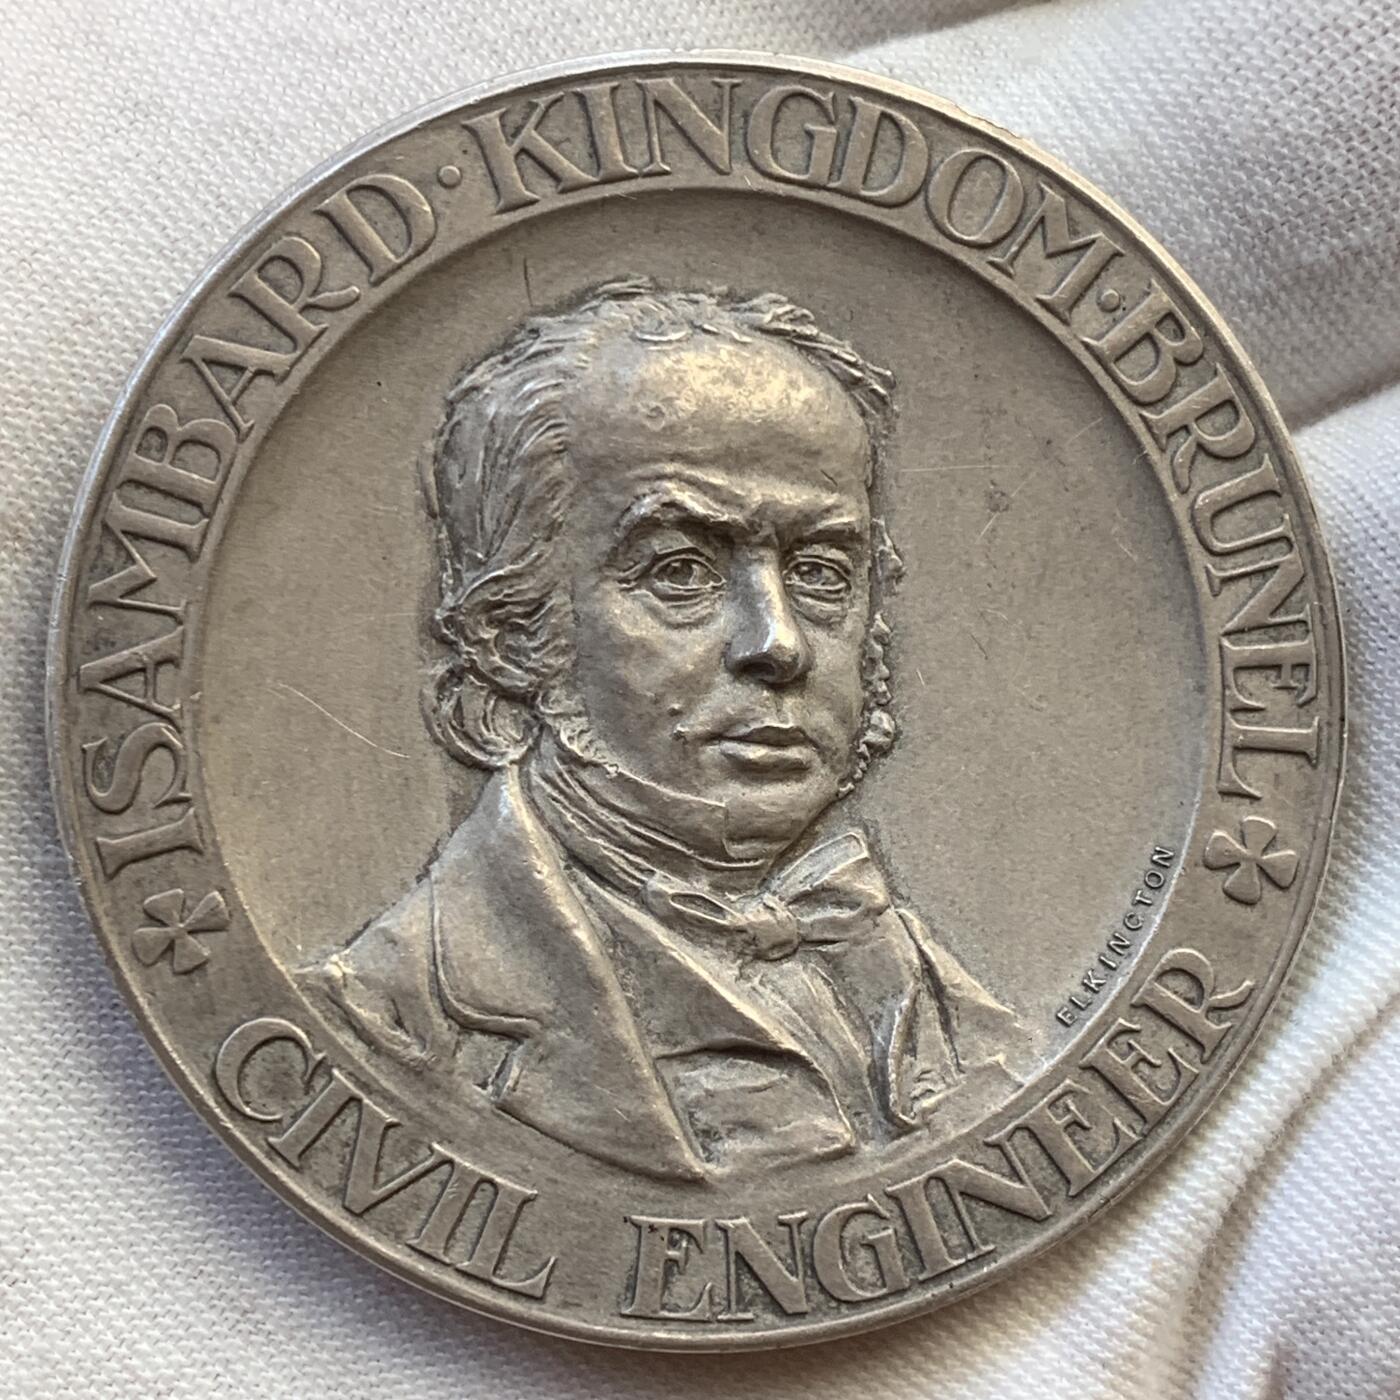 ISAMBARD · KINGDOM · BRUNEL
CIVIL ENGINEER
ELKINGTON